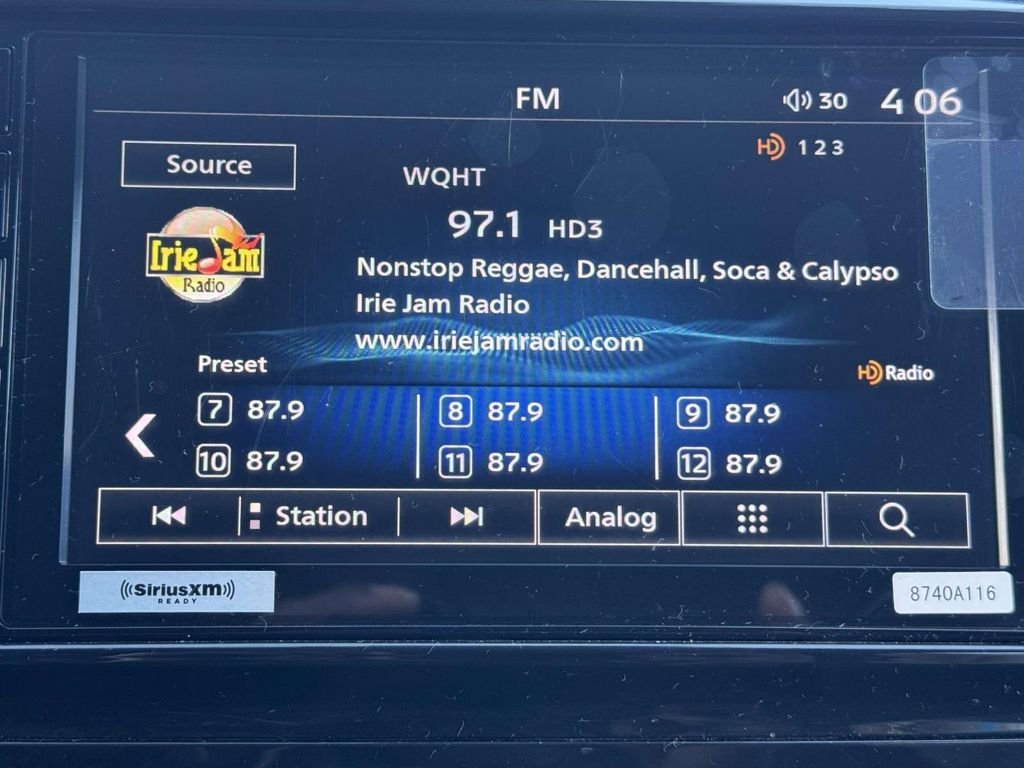 FM
30
4 06
HD 1 2 3
Source
WQHT
97.1 HD3
Irie Jam
Radio
Nonstop Reggae, Dancehall, Soca & Calypso
Irie Jam Radio
www.iriejamradio.com
Preset
HD Radio
7 87.9
8 87.9
9 87.9
10 87.9
11 87.9
12 87.9
Station
Analog
((SiriusXM))
READY
8740A116